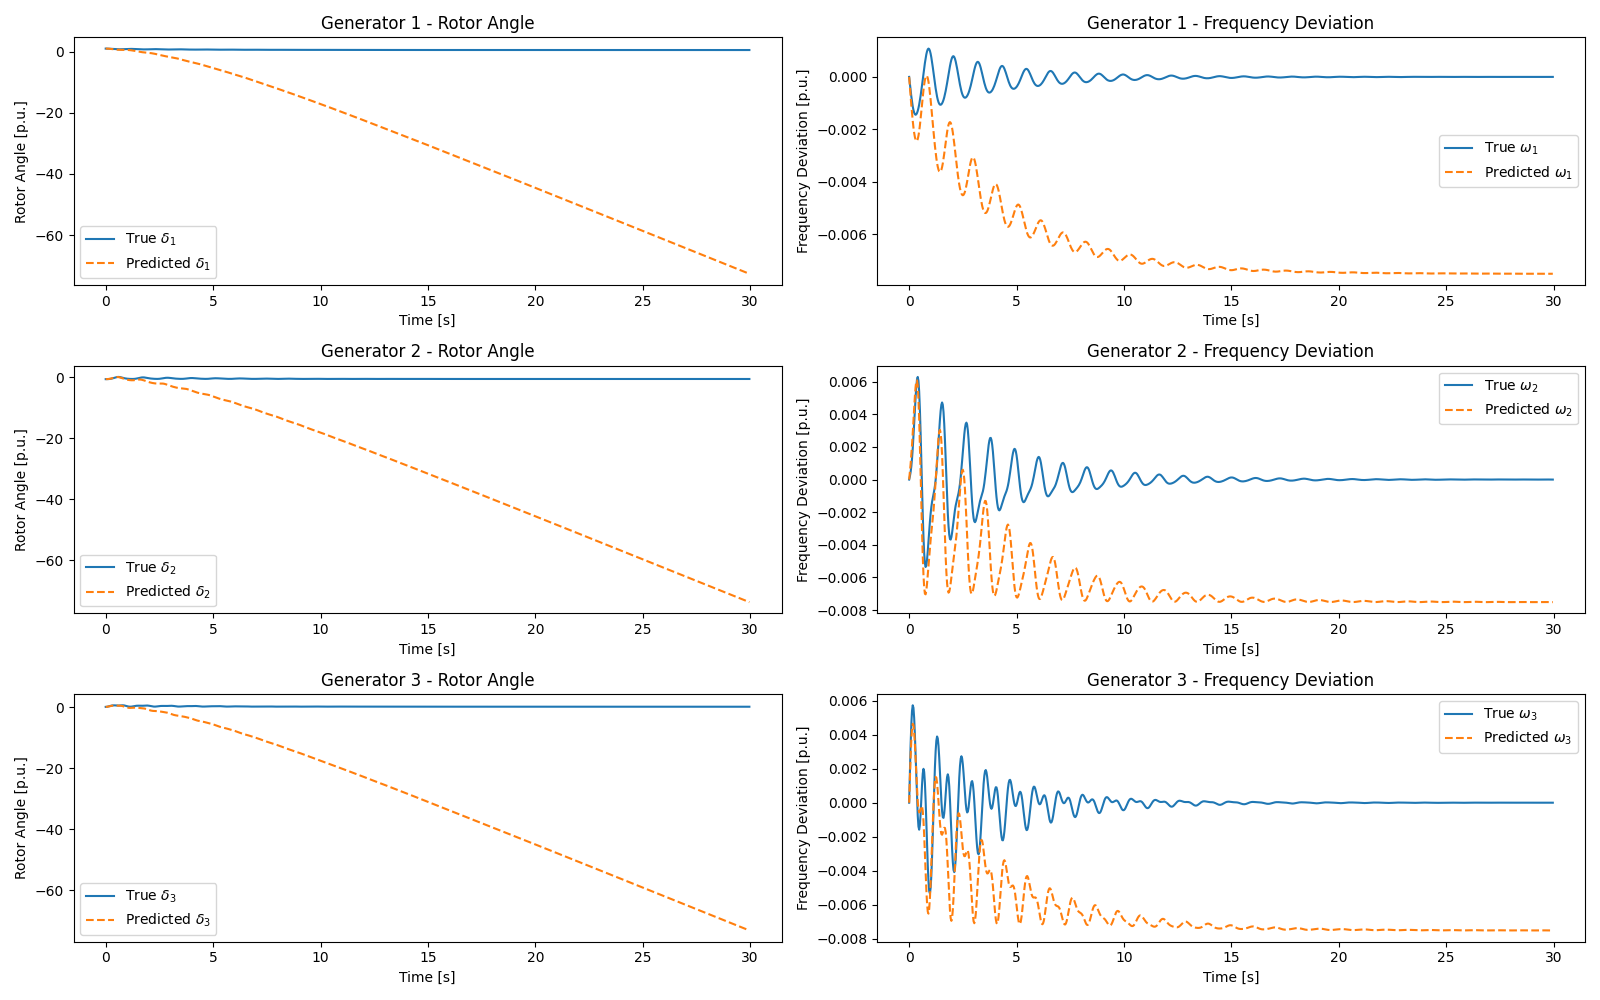 Generator 1 - Rotor Angle
Rotor Angle [p.u.]
0
−20
−40
−60
True δ1
Predicted δ1
0 5 10 15 20 25 30
Time [s]
Generator 1 - Frequency Deviation
Frequency Deviation [p.u.]
0.000
−0.002
−0.004
−0.006
True ω1
Predicted ω1
0 5 10 15 20 25 30
Time [s]
Generator 2 - Rotor Angle
Rotor Angle [p.u.]
0
−20
−40
−60
True δ2
Predicted δ2
0 5 10 15 20 25 30
Time [s]
Generator 2 - Frequency Deviation
Frequency Deviation [p.u.]
0.006
0.004
0.002
0.000
−0.002
−0.004
−0.006
−0.008
True ω2
Predicted ω2
0 5 10 15 20 25 30
Time [s]
Generator 3 - Rotor Angle
Rotor Angle [p.u.]
0
−20
−40
−60
True δ3
Predicted δ3
0 5 10 15 20 25 30
Time [s]
Generator 3 - Frequency Deviation
Frequency Deviation [p.u.]
0.006
0.004
0.002
0.000
−0.002
−0.004
−0.006
−0.008
True ω3
Predicted ω3
0 5 10 15 20 25 30
Time [s]